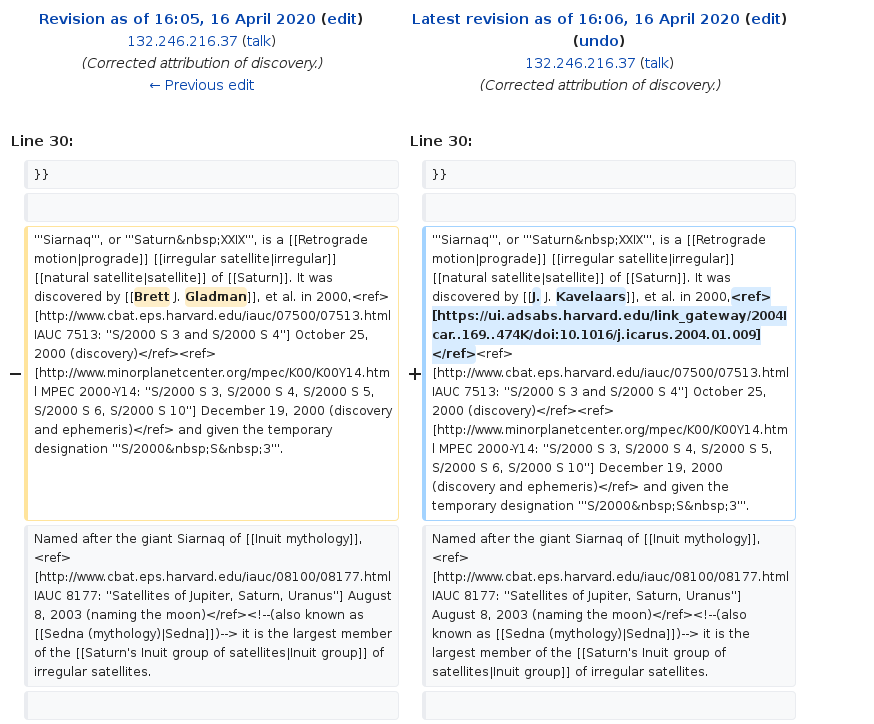 Revision as of 16:05, 16 April 2020 (edit)
132.246.216.37 (talk)
(Corrected attribution of discovery.)
← Previous edit
Latest revision as of 16:06, 16 April 2020 (edit)
(undo)
132.246.216.37 (talk)
(Corrected attribution of discovery.)
Line 30:
Line 30:
}}
}}
−
'''Siarnaq''', or '''Saturn&nbsp;XXIX''', is a [[Retrograde
motion|prograde]] [[irregular satellite|irregular]]
[[natural satellite|satellite]] of [[Saturn]]. It was
discovered by [[Brett J. Gladman]], et al. in 2000,<ref>
[http://www.cbat.eps.harvard.edu/iauc/07500/07513.html
IAUC 7513: "S/2000 S 3 and S/2000 S 4"] October 25,
2000 (discovery)</ref><ref>
[http://www.minorplanetcenter.org/mpec/K00/K00Y14.htm
l MPEC 2000-Y14: "S/2000 S 3, S/2000 S 4, S/2000 S 5,
S/2000 S 6, S/2000 S 10"] December 19, 2000 (discovery
and ephemeris)</ref> and given the temporary
designation '''S/2000&nbsp;S&nbsp;3'''.
+
'''Siarnaq''', or '''Saturn&nbsp;XXIX''', is a [[Retrograde
motion|prograde]] [[irregular satellite|irregular]]
[[natural satellite|satellite]] of [[Saturn]]. It was
discovered by [[J. J. Kavelaars]], et al. in 2000,<ref>
[https://ui.adsabs.harvard.edu/link_gateway/2004I
car..169..474K/doi:10.1016/j.icarus.2004.01.009]
</ref><ref>
[http://www.cbat.eps.harvard.edu/iauc/07500/07513.html
IAUC 7513: "S/2000 S 3 and S/2000 S 4"] October 25,
2000 (discovery)</ref><ref>
[http://www.minorplanetcenter.org/mpec/K00/K00Y14.htm
l MPEC 2000-Y14: "S/2000 S 3, S/2000 S 4, S/2000 S 5,
S/2000 S 6, S/2000 S 10"] December 19, 2000
(discovery and ephemeris)</ref> and given the
temporary designation '''S/2000&nbsp;S&nbsp;3'''.
Named after the giant Siarnaq of [[Inuit mythology]],
<ref>
[http://www.cbat.eps.harvard.edu/iauc/08100/08177.html
IAUC 8177: "Satellites of Jupiter, Saturn, Uranus"] August
8, 2003 (naming the moon)</ref><!--(also known as
[[Sedna (mythology)|Sedna]])--> it is the largest member
of the [[Saturn's Inuit group of satellites|Inuit group]] of
irregular satellites.
Named after the giant Siarnaq of [[Inuit mythology]],
<ref>
[http://www.cbat.eps.harvard.edu/iauc/08100/08177.html
IAUC 8177: "Satellites of Jupiter, Saturn, Uranus"]
August 8, 2003 (naming the moon)</ref><!--(also
known as [[Sedna (mythology)|Sedna]])--> it is the
largest member of the [[Saturn's Inuit group of
satellites|Inuit group]] of irregular satellites.